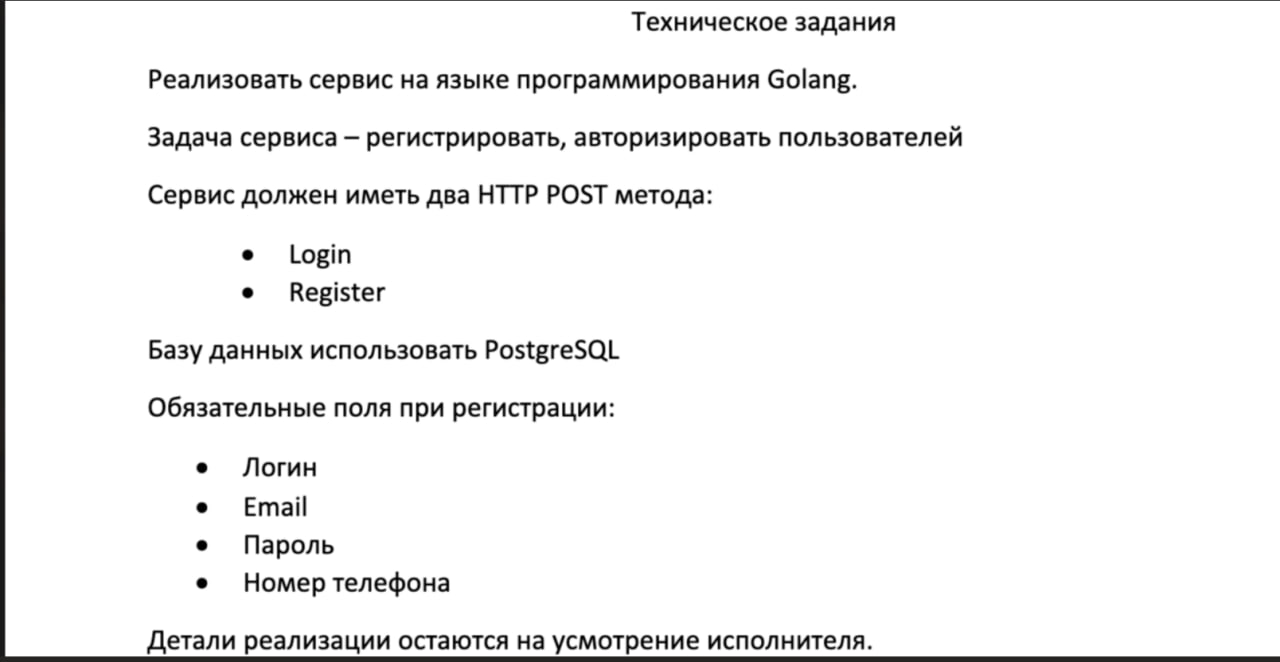 Техническое задания
Реализовать сервис на языке программирования Golang.
Задача сервиса – регистрировать, авторизировать пользователей
Сервис должен иметь два HTTP POST метода:
• Login
• Register
Базу данных использовать PostgreSQL
Обязательные поля при регистрации:
• Логин
• Email
• Пароль
• Номер телефона
Детали реализации остаются на усмотрение исполнителя.